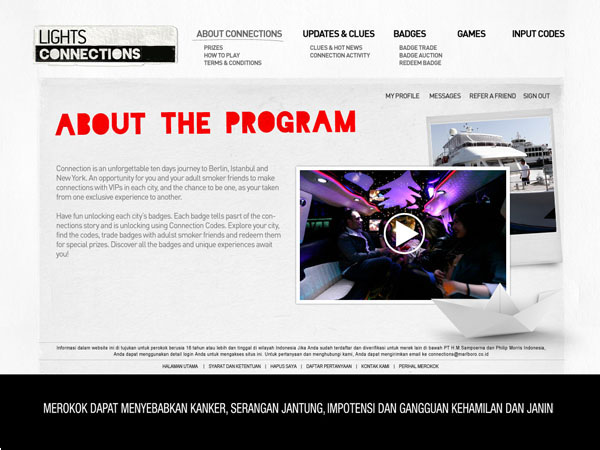 LIGHTS
CONNECTIONS
ABOUT CONNECTIONS
PRIZES
HOW TO PLAY
TERMS & CONDITIONS
UPDATES & CLUES
CLUES & HOT NEWS
CONNECTION ACTIVITY
BADGES
BADGE TRADE
BADGE AUCTION
REDEEM BADGE
GAMES
INPUT CODES
MY PROFILE MESSAGES REFER A FRIEND SIGN OUT
ABOUT THE PROGRAM
Connection is an unforgettable ten days journey to Berlin, Istanbul and
New York. An opportunity for you and your adult smoker friends to make
connections with VIPs in each city, and the chance to be one, as your taken
from one exclusive experience to another.
Have fun unlocking each city's badges. Each badge tells pasrt of the con-
nections story and is unlocking using Connection Codes. Explore your city,
find the codes, trade badges with adulst smoker friends and redeem them
for special prizes. Discover all the badges and unique experiences await
you!
Informasi dalam website ini di tujukan untuk perokok berusia 18 tahun atau lebih dan tinggal di wilayah Indonesia Jika Anda sudah terdaftar dan diverifikasi untuk merek lain di bawah PT H.M.Sampoerna dan Philip Morris Indonesia,
Anda dapat menggunakan detail login Anda untuk mengakses situs ini. Untuk pertanyaan dan menghubungi kami, Anda dapat mengirimkan email ke connections@marlboro.co.id
HALAMAN UTAMA | SYARAT DAN KETENTUAN | HAPUS SAYA | DAFTAR PERTANYAAN | KONTAK KAMI | PERIHAL MEROKOK
MEROKOK DAPAT MENYEBABKAN KANKER, SERANGAN JANTUNG, IMPOTENSI DAN GANGGUAN KEHAMILAN DAN JANIN